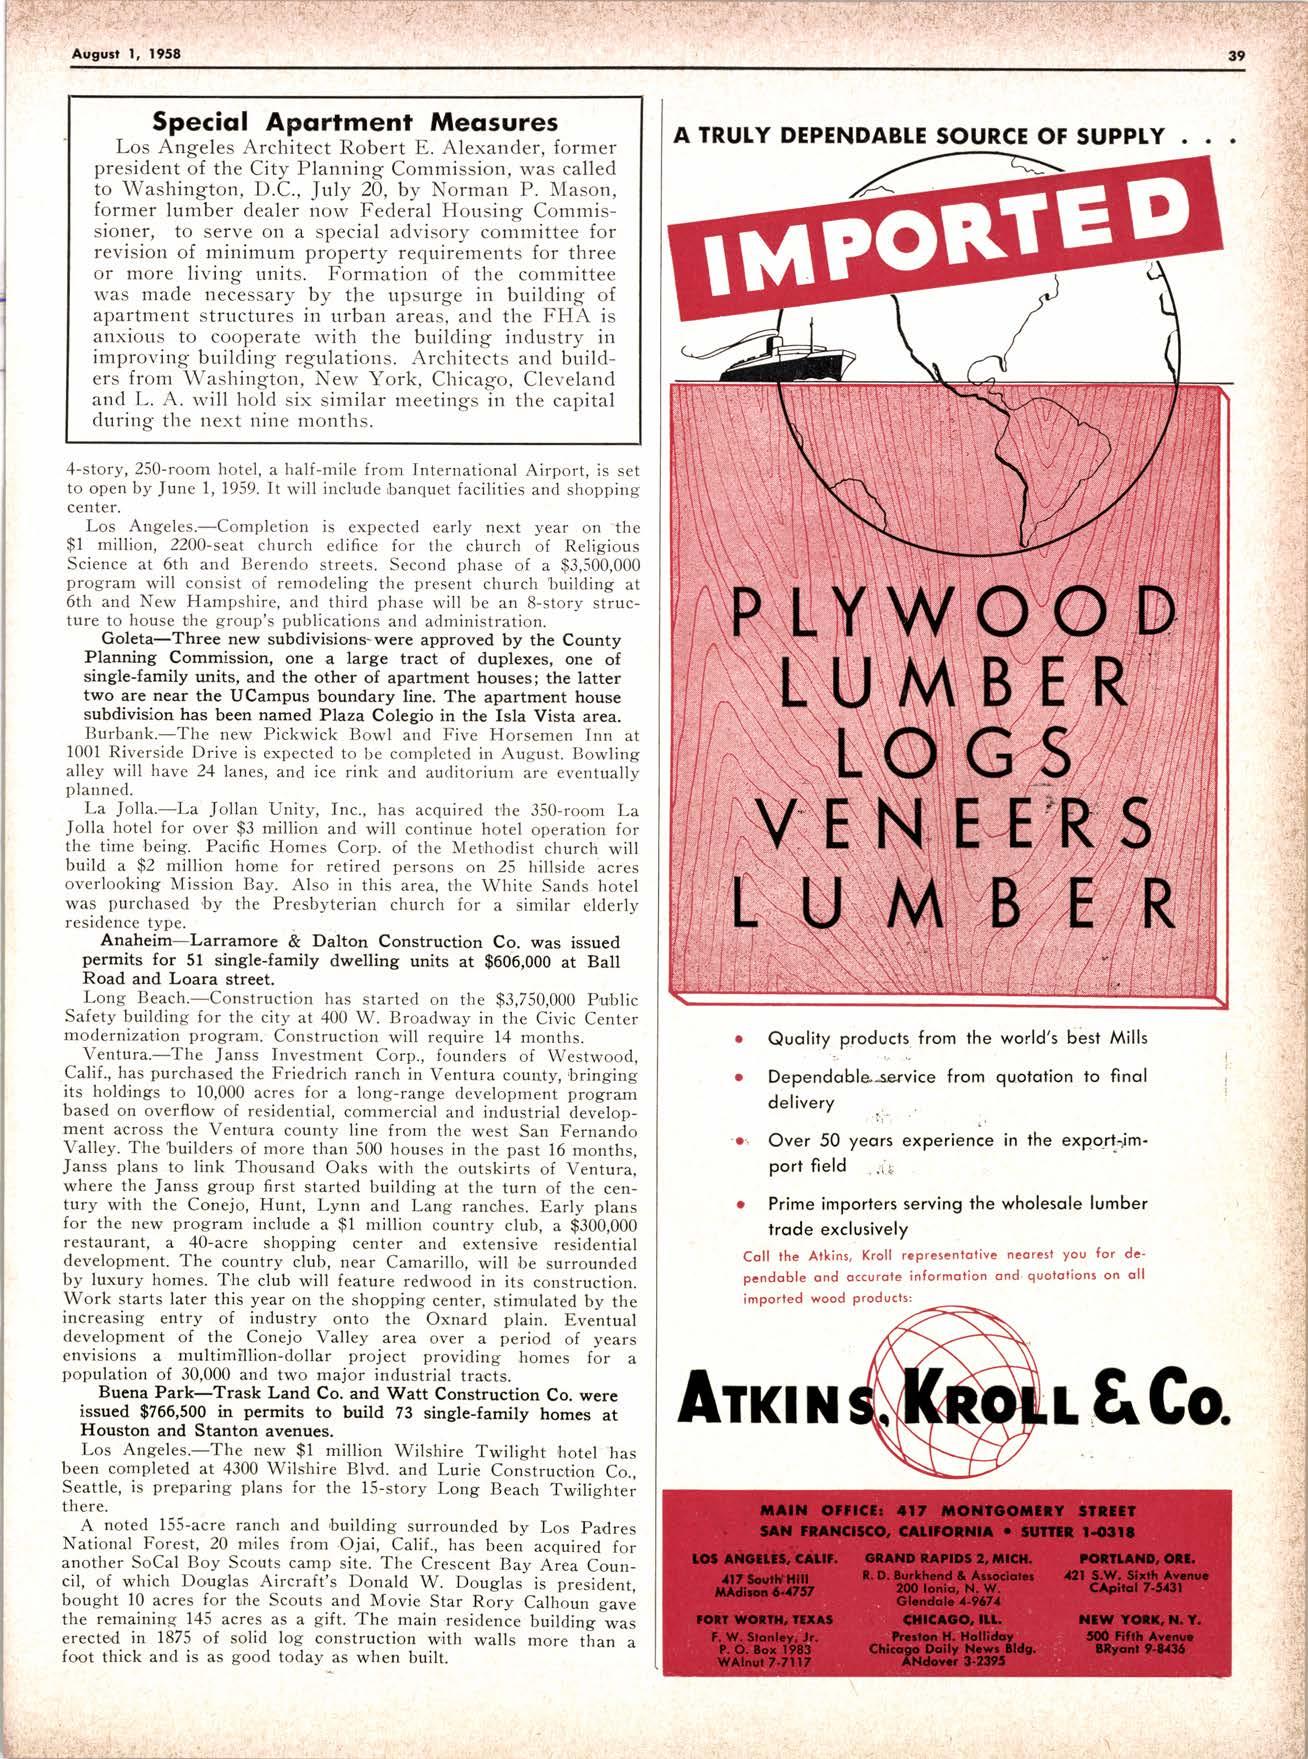 August 1, 1958
39
Special Apartment Measures
Los Angeles Architect Robert E. Alexander, former
president of the City Planning Commission, was called
to Washington, D.C., July 20, by Norman P. Mason,
former lumber dealer now Federal Housing Commis-
sioner, to serve on a special advisory committee for
revision of minimum property requirements for three
or more living units. Formation of the committee
was made necessary by the upsurge in building of
apartment structures in urban areas, and the FHA is
anxious to cooperate with the building industry in
improving building regulations. Architects and build-
ers from Washington, New York, Chicago, Cleveland
and L. A. will hold six similar meetings in the capital
during the next nine months.
4-story, 250-room hotel, a half-mile from International Airport, is set
to open by June 1, 1959. It will include banquet facilities and shopping
center.
Los Angeles.—Completion is expected early next year on the
$1 million, 2200-seat church edifice for the church of Religious
Science at 6th and Berendo streets. Second phase of a $3,500,000
program will consist of remodeling the present church building at
6th and New Hampshire, and third phase will be an 8-story struc-
ture to house the group's publications and administration.
Goleta—Three new subdivisions were approved by the County
Planning Commission, one a large tract of duplexes, one of
single-family units, and the other of apartment houses; the latter
two are near the UCampus boundary line. The apartment house
subdivision has been named Plaza Colegio in the Isla Vista area.
Burbank.—The new Pickwick Bowl and Five Horsemen Inn at
1001 Riverside Drive is expected to be completed in August. Bowling
alley will have 24 lanes, and ice rink and auditorium are eventually
planned.
La Jolla.—La Jollan Unity, Inc., has acquired the 350-room La
Jolla hotel for over $3 million and will continue hotel operation for
the time being. Pacific Homes Corp. of the Methodist church will
build a $2 million home for retired persons on 25 hillside acres
overlooking Mission Bay. Also in this area, the White Sands hotel
was purchased by the Presbyterian church for a similar elderly
residence type.
Anaheim—Larramore & Dalton Construction Co. was issued
permits for 51 single-family dwelling units at $606,000 at Ball
Road and Loara street.
Long Beach.—Construction has started on the $3,750,000 Public
Safety building for the city at 400 W. Broadway in the Civic Center
modernization program. Construction will require 14 months.
Ventura.—The Janss Investment Corp., founders of Westwood,
Calif., has purchased the Friedrich ranch in Ventura county, bringing
its holdings to 10,000 acres for a long-range development program
based on overflow of residential, commercial and industrial develop-
ment across the Ventura county line from the west San Fernando
Valley. The builders of more than 500 houses in the past 16 months,
Janss plans to link Thousand Oaks with the outskirts of Ventura,
where the Janss group first started building at the turn of the cen-
tury with the Conejo, Hunt, Lynn and Lang ranches. Early plans
for the new program include a $1 million country club, a $300,000
restaurant, a 40-acre shopping center and extensive residential
development. The country club, near Camarillo, will be surrounded
by luxury homes. The club will feature redwood in its construction.
Work starts later this year on the shopping center, stimulated by the
increasing entry of industry onto the Oxnard plain. Eventual
development of the Conejo Valley area over a period of years
envisions a multimillion-dollar project providing homes for a
population of 30,000 and two major industrial tracts.
Buena Park—Trask Land Co. and Watt Construction Co. were
issued $766,500 in permits to build 73 single-family homes at
Houston and Stanton avenues.
Los Angeles.—The new $1 million Wilshire Twilight hotel has
been completed at 4300 Wilshire Blvd. and Lurie Construction Co.,
Seattle, is preparing plans for the 15-story Long Beach Twilighter
there.
A noted 155-acre ranch and building surrounded by Los Padres
National Forest, 20 miles from Ojai, Calif., has been acquired for
another SoCal Boy Scouts camp site. The Crescent Bay Area Coun-
cil, of which Douglas Aircraft's Donald W. Douglas is president,
bought 10 acres for the Scouts and Movie Star Rory Calhoun gave
the remaining 145 acres as a gift. The main residence building was
erected in 1875 of solid log construction with walls more than a
foot thick and is as good today as when built.
A TRULY DEPENDABLE SOURCE OF SUPPLY . . .
IMPORTED
PLYWOOD
LUMBER
LOGS
VENEERS
LUMBER
• Quality products from the world's best Mills
• Dependable service from quotation to final
delivery
• Over 50 years experience in the export-im-
port field
• Prime importers serving the wholesale lumber
trade exclusively
Call the Atkins, Kroll representative nearest you for de-
pendable and accurate information and quotations on all
imported wood products:
ATKINS, KROLL & Co.
MAIN OFFICE: 417 MONTGOMERY STREET
SAN FRANCISCO, CALIFORNIA • SUTTER 1-0318
LOS ANGELES, CALIF.
417 South Hill
MAdison 6-4757
GRAND RAPIDS 2, MICH.
R. D. Burkhend & Associates
200 Ionia, N. W.
Glendale 4-9674
PORTLAND, ORE.
421 S.W. Sixth Avenue
CApital 7-5431
FORT WORTH, TEXAS
F. W. Stanley, Jr.
P. O. Box 1983
WAlnut 7-7117
CHICAGO, ILL.
Preston H. Holliday
Chicago Daily News Bldg.
ANdover 3-2395
NEW YORK, N. Y.
500 Fifth Avenue
BRyant 9-8436